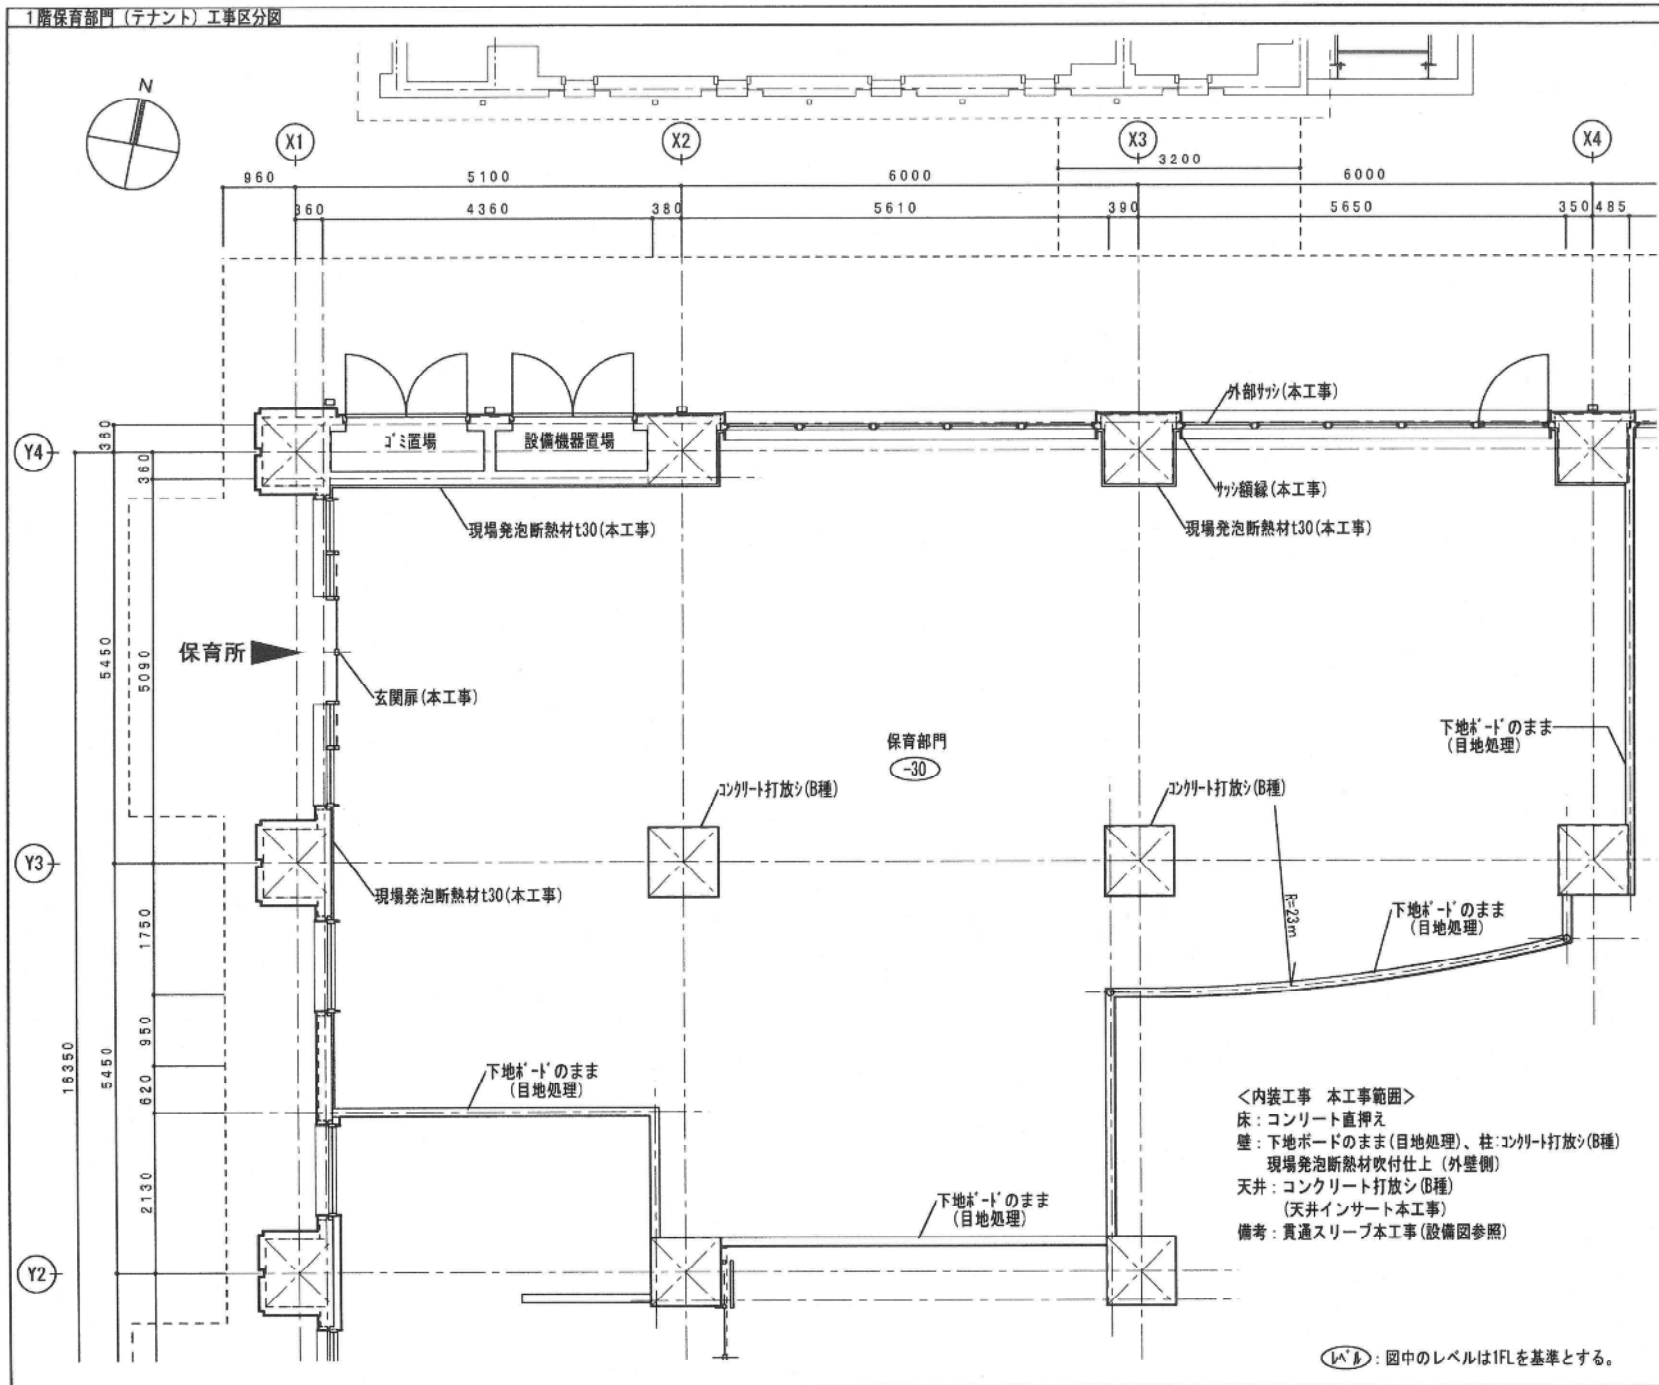 1階保育部門(テナント)工事区分図
N
X1
X2
X3
X4
3200
960
5100
6000
6000
360
4360
380
5610
390
5650
350
485
外部ｻｯｼ(本工事)
Y4
380
360
ｺﾞﾐ置場
設備機器置場
ｻｯｼ額縁(本工事)
現場発泡断熱材t30(本工事)
現場発泡断熱材t30(本工事)
保育所
5450
5090
玄関扉(本工事)
下地ﾎﾞｰﾄﾞのまま
(目地処理)
保育部門
-30
ｺﾝｸﾘｰﾄ打放ｼ(B種)
ｺﾝｸﾘｰﾄ打放ｼ(B種)
Y3
現場発泡断熱材t30(本工事)
R=23m
下地ﾎﾞｰﾄﾞのまま
(目地処理)
1750
950
620
16350
5450
下地ﾎﾞｰﾄﾞのまま
(目地処理)
2130
下地ﾎﾞｰﾄﾞのまま
(目地処理)
<内装工事 本工事範囲>
床:コンリート直押え
壁:下地ボードのまま(目地処理)、柱:ｺﾝｸﾘｰﾄ打放ｼ(B種)
現場発泡断熱材吹付仕上(外壁側)
天井:コンクリート打放シ(B種)
(天井インサート本工事)
備考:貫通スリーブ本工事(設備図参照)
Y2
ﾚﾍﾞﾙ:図中のレベルは1FLを基準とする。